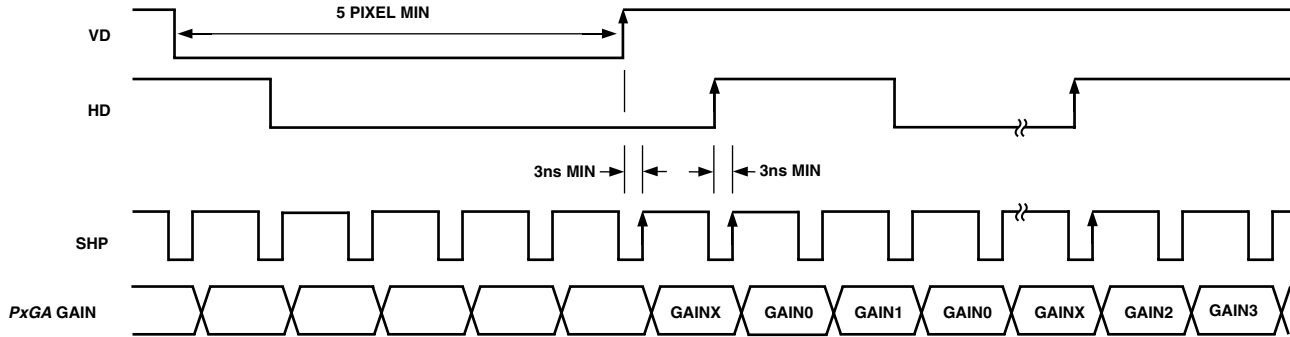 5 PIXEL MIN
VD
HD
3ns MIN
3ns MIN
SHP
PxGA GAIN
GAINX
GAIN0
GAIN1
GAIN0
GAINX
GAIN2
GAIN3